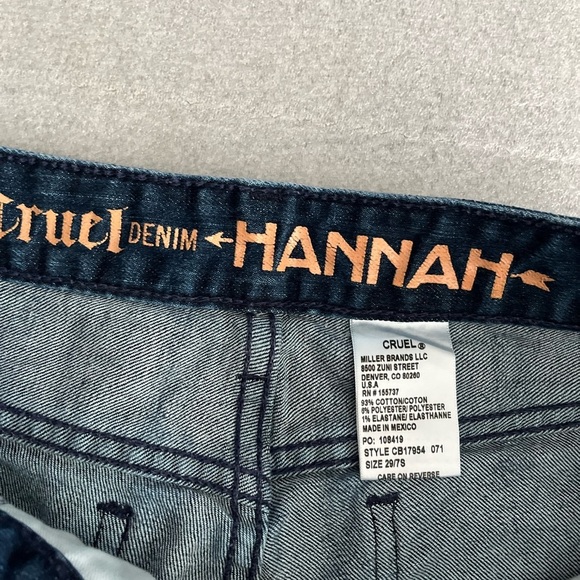 Cruel DENIM HANNAH
CRUEL®
MILLER BRANDS LLC
8500 ZUNI STREET
DENVER, CO 80260
U.S.A
RN # 155737
93% COTTON/COTON
6% POLYESTER/ POLYESTER
1% ELASTANE/ ELASTHANNE
MADE IN MEXICO
PO: 108419
STYLE CB17954 071
SIZE 29/7S
CARE ON REVERSE